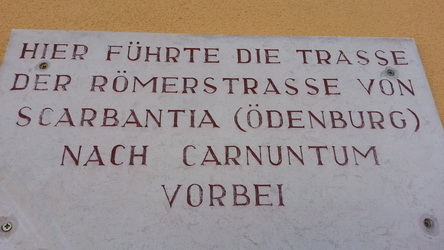 HIER FÜHRTE DIE TRASSE
DER RÖMERSTRASSE VON
SCARBANTIA (ÖDENBURG)
NACH CARNUNTUM
VORBEI